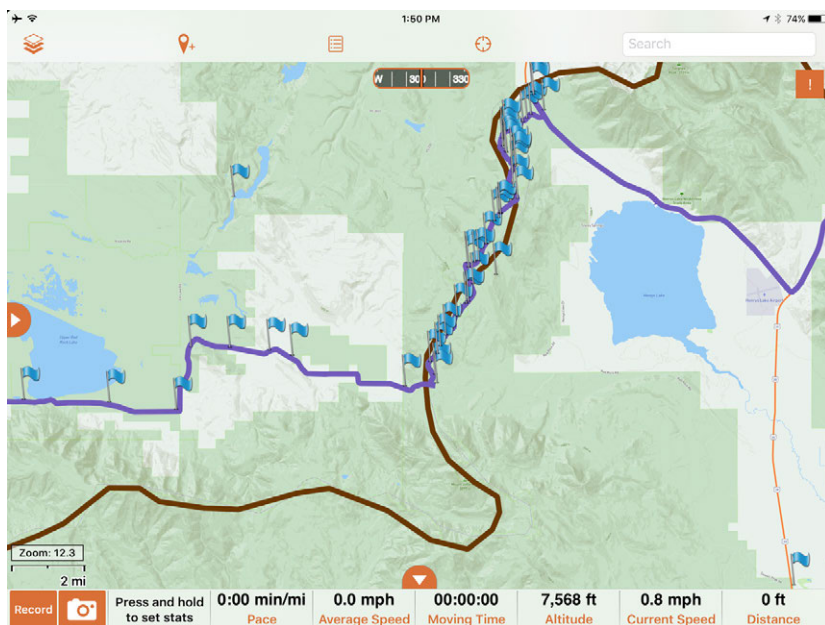 1:50 PM
74%
Search
W 300 330
!
Zoom: 12.3
2 mi
Record
Press and hold
to set stats
0:00 min/mi
Pace
0.0 mph
Average Speed
00:00:00
Moving Time
7,568 ft
Altitude
0.8 mph
Current Speed
0 ft
Distance